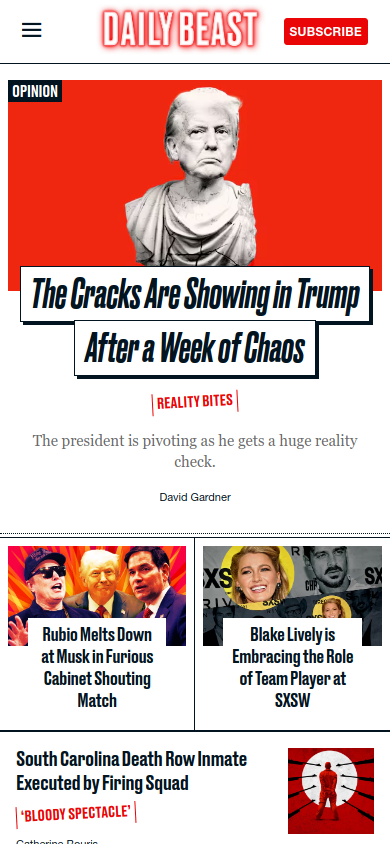 DAILY BEAST
SUBSCRIBE
OPINION
The Cracks Are Showing in Trump
After a Week of Chaos
REALITY BITES
The president is pivoting as he gets a huge reality
check.
David Gardner
Rubio Melts Down
at Musk in Furious
Cabinet Shouting
Match
SXS
SXSW
Blake Lively is
Embracing the Role
of Team Player at
SXSW
South Carolina Death Row Inmate
Executed by Firing Squad
'BLOODY SPECTACLE'